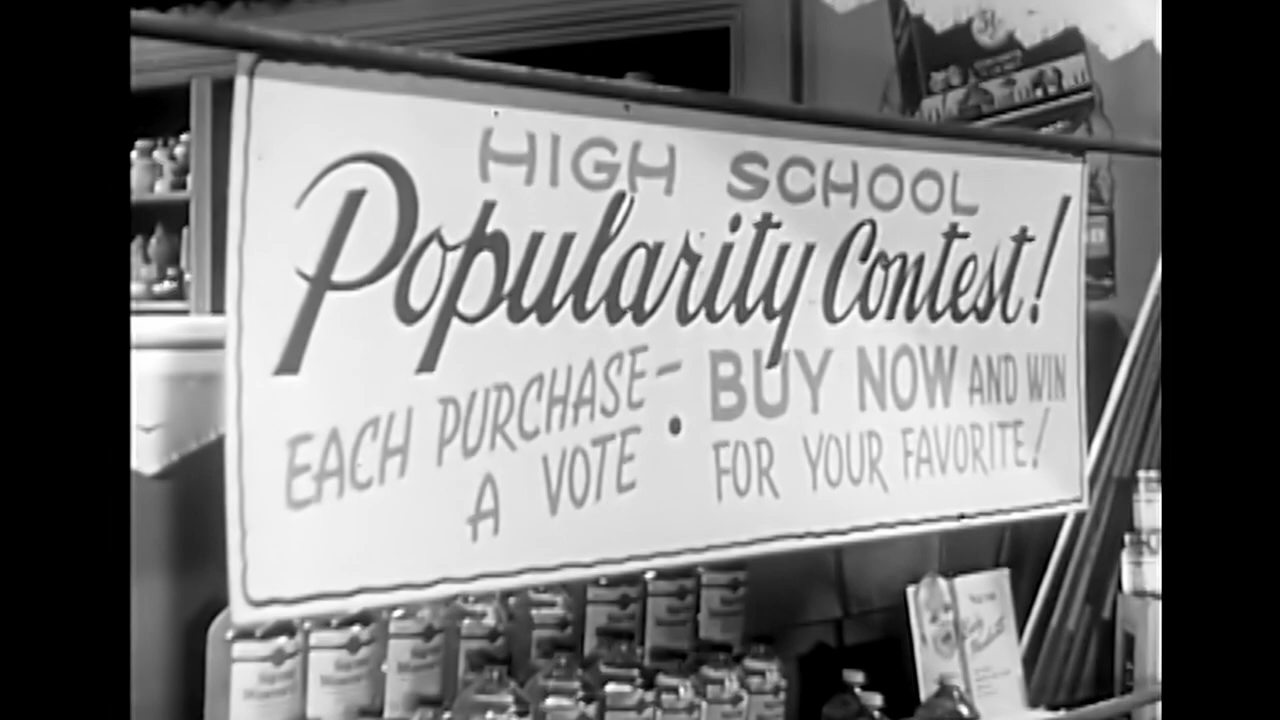 HIGH SCHOOL
Popularity Contest!
EACH PURCHASE-
A VOTE
• BUY NOW AND WIN
FOR YOUR FAVORITE!